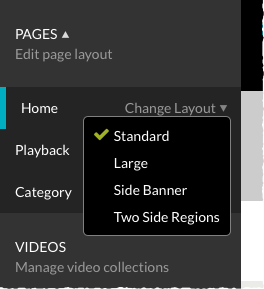 PAGES ▲
Edit page layout
Home Change Layout ▼
Standard
Large
Side Banner
Two Side Regions
Playback
Category
VIDEOS
Manage video collections